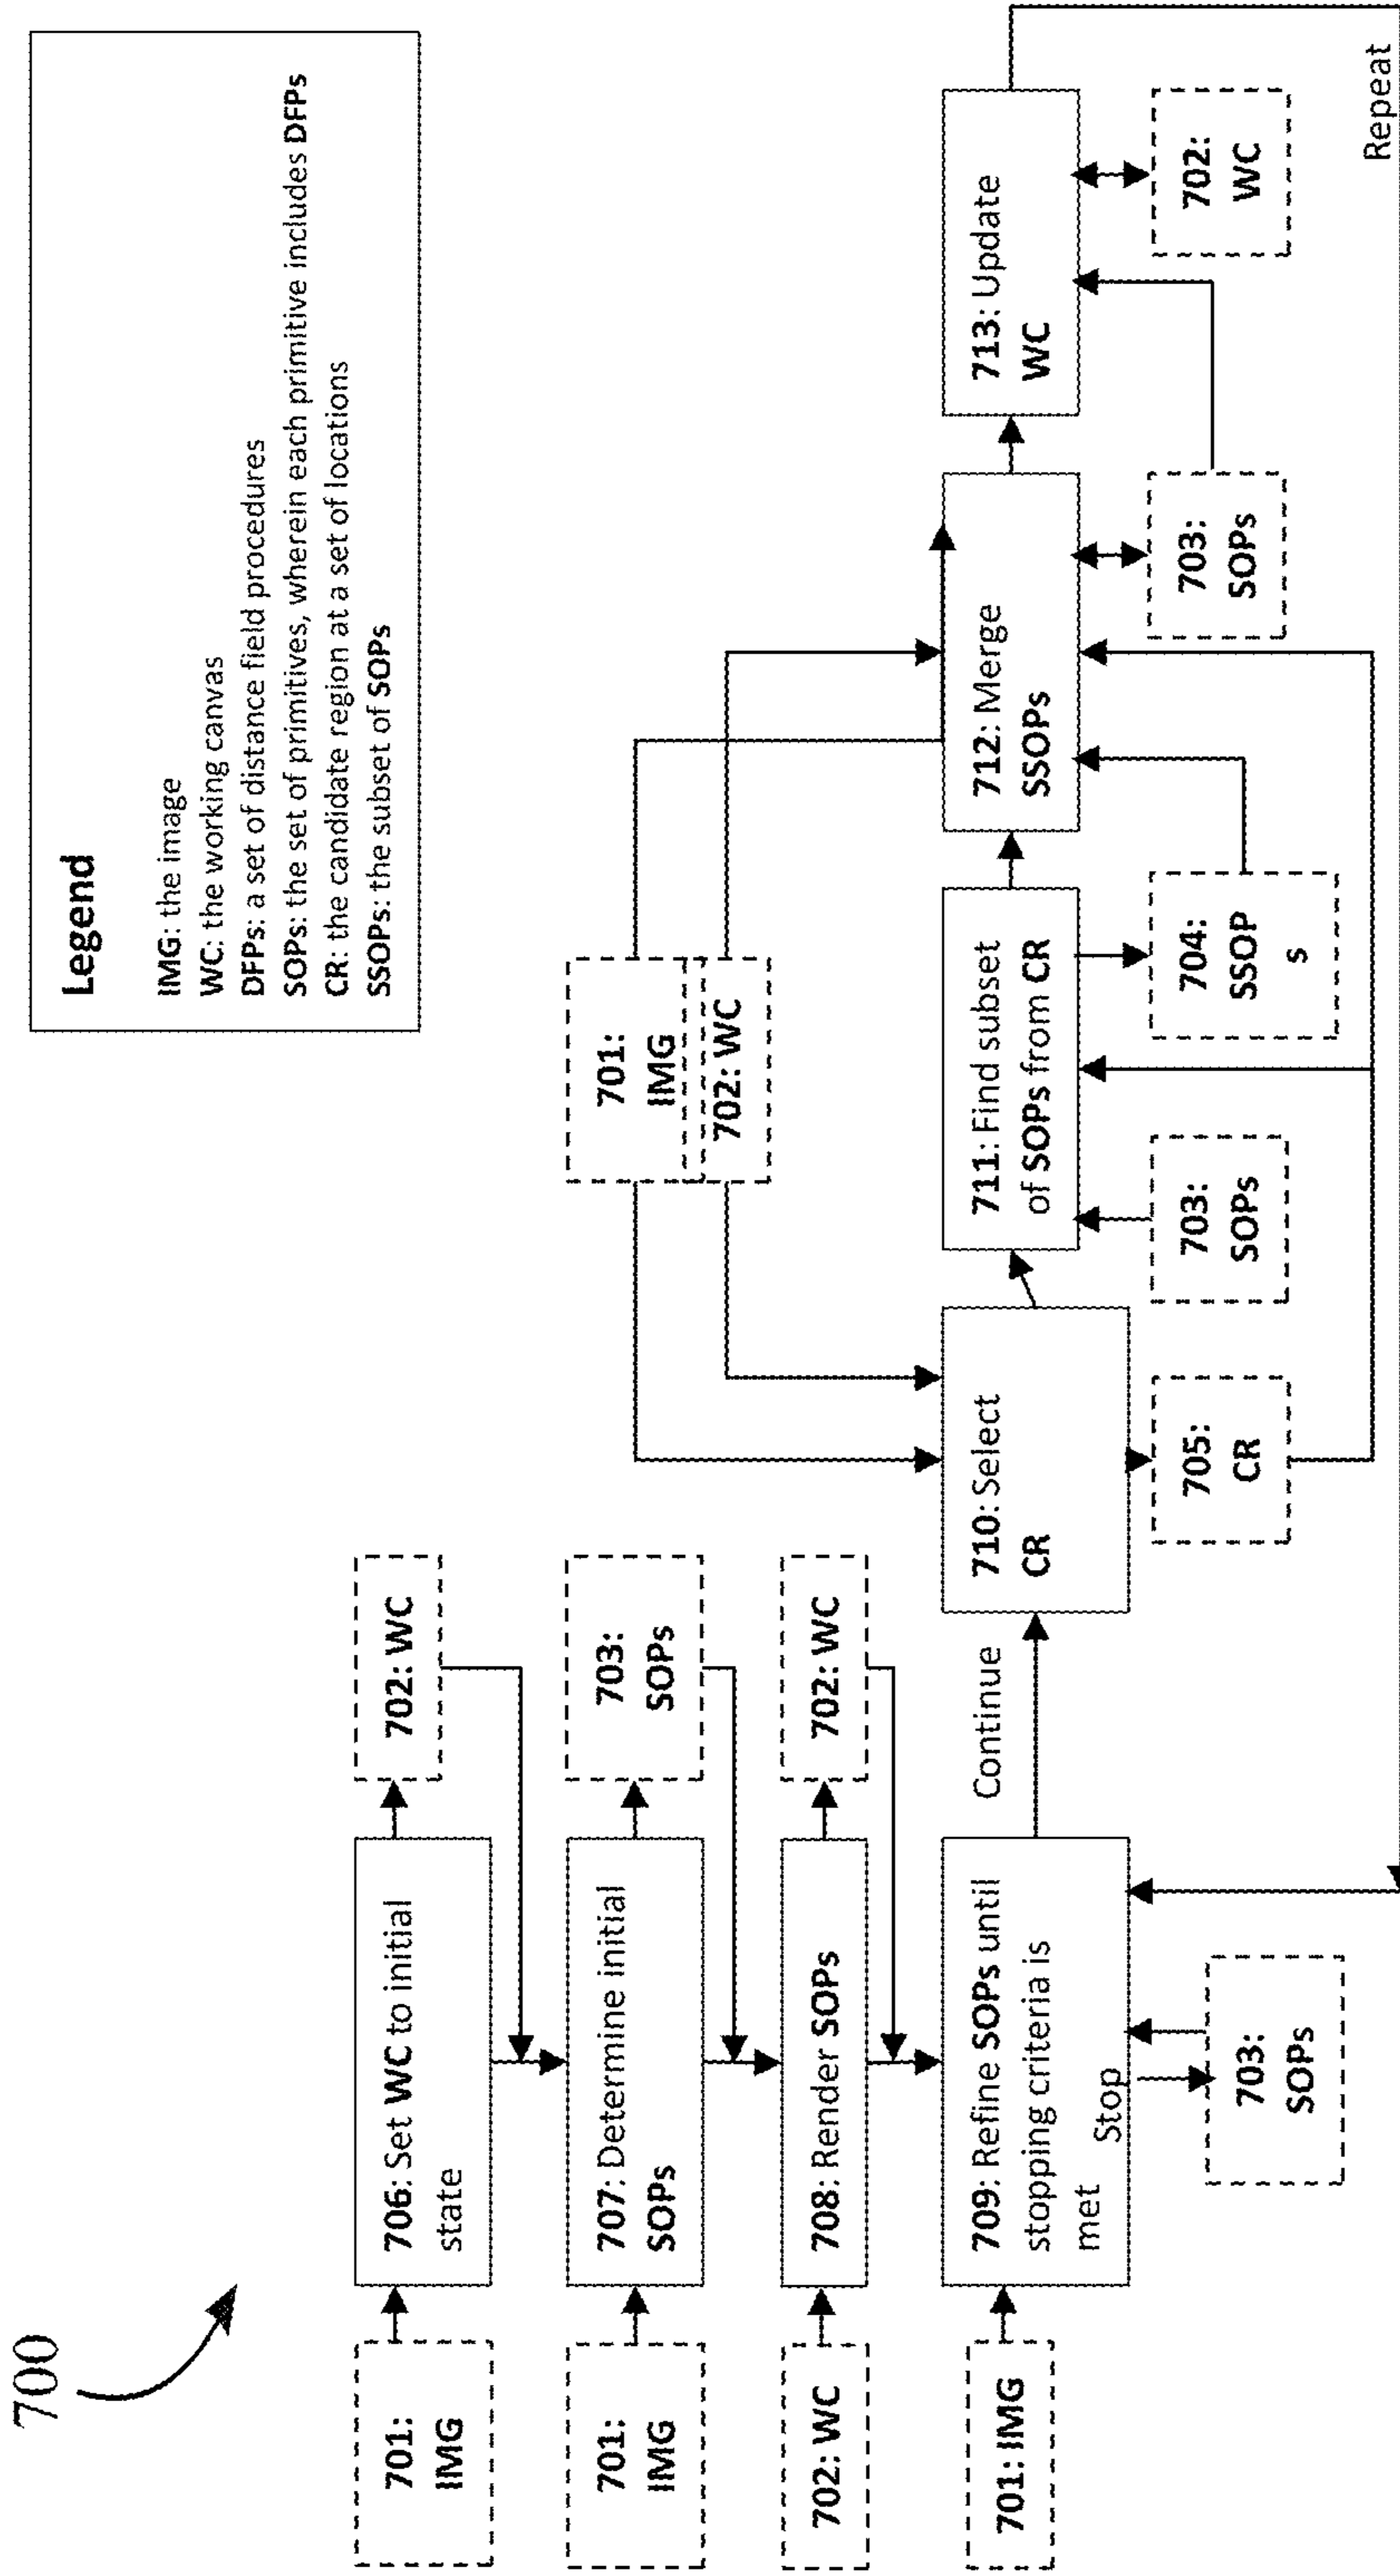 700
Legend
IMG: the image
WC: the working canvas
DFPs: a set of distance field procedures
SOPs: the set of primitives, wherein each primitive includes DFPs
CR: the candidate region at a set of locations
SSOPs: the subset of SOPs
701:
IMG
706: Set WC to initial
state
702: WC
701:
IMG
707: Determine initial
SOPs
703:
SOPs
702: WC
708: Render SOPs
702: WC
701: IMG
709: Refine SOPs until
stopping criteria is
met
Stop
703:
SOPs
Continue
701:
IMG
702: WC
710: Select
CR
705:
CR
711: Find subset
of SOPs from CR
703:
SOPs
704:
SSOP
s
712: Merge
SSOPs
703:
SOPs
713: Update
WC
702:
WC
Repeat